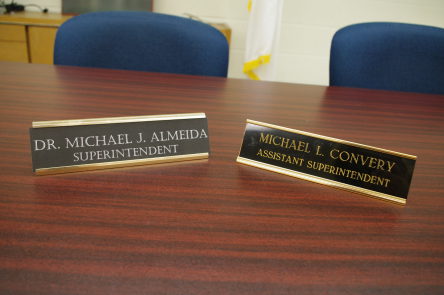 DR. MICHAEL J. ALMEIDA
SUPERINTENDENT
MICHAEL L. CONVERY
ASSISTANT SUPERINTENDENT